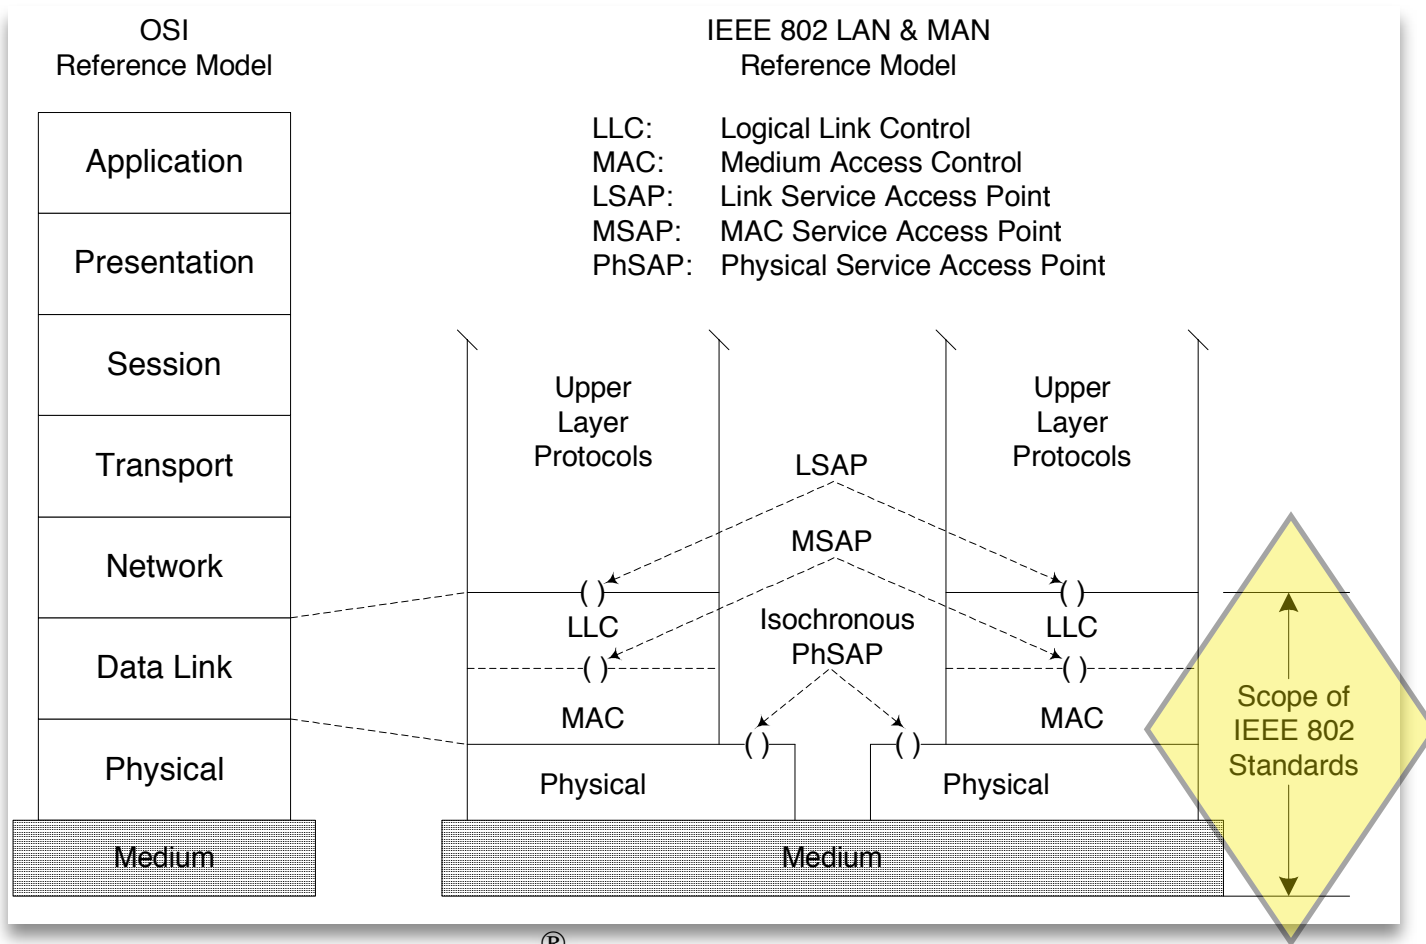 OSI
Reference Model
IEEE 802 LAN & MAN
Reference Model
LLC: Logical Link Control
MAC: Medium Access Control
LSAP: Link Service Access Point
MSAP: MAC Service Access Point
PhSAP: Physical Service Access Point
Application
Presentation
Session
Transport
Network
Data Link
Physical
Medium
Upper
Layer
Protocols
LSAP
MSAP
Isochronous
PhSAP
Upper
Layer
Protocols
( )
( )
LLC
LLC
( )
( )
MAC
MAC
( )
( )
Physical
Physical
Medium
Scope of
IEEE 802
Standards
®